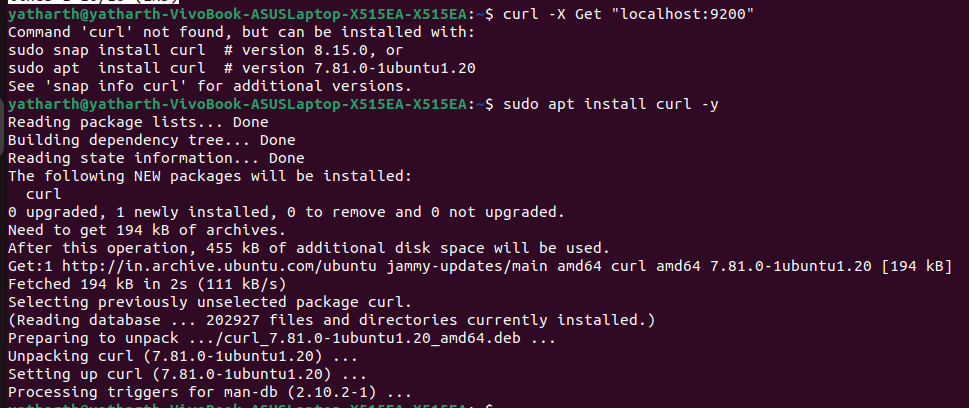 yatharth@yatharth-VivoBook-ASUSLaptop-X515EA-X515EA:~$ curl -X Get "localhost:9200"
Command 'curl' not found, but can be installed with:
sudo snap install curl  # version 8.15.0, or
sudo apt  install curl  # version 7.81.0-1ubuntu1.20
See 'snap info curl' for additional versions.
yatharth@yatharth-VivoBook-ASUSLaptop-X515EA-X515EA:~$ sudo apt install curl -y
Reading package lists... Done
Building dependency tree... Done
Reading state information... Done
The following NEW packages will be installed:
  curl
0 upgraded, 1 newly installed, 0 to remove and 0 not upgraded.
Need to get 194 kB of archives.
After this operation, 455 kB of additional disk space will be used.
Get:1 http://in.archive.ubuntu.com/ubuntu jammy-updates/main amd64 curl amd64 7.81.0-1ubuntu1.20 [194 kB]
Fetched 194 kB in 2s (111 kB/s)
Selecting previously unselected package curl.
(Reading database ... 202927 files and directories currently installed.)
Preparing to unpack .../curl_7.81.0-1ubuntu1.20_amd64.deb ...
Unpacking curl (7.81.0-1ubuntu1.20) ...
Setting up curl (7.81.0-1ubuntu1.20) ...
Processing triggers for man-db (2.10.2-1) ...
yatharth@yatharth-VivoBook-ASUSLaptop-X515EA-X515EA:~$